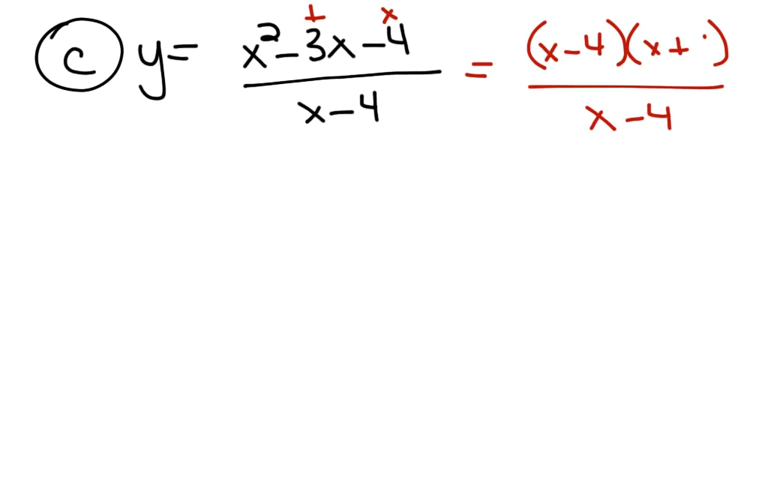 + x
c y = x² - 3x - 4 / x - 4 = (x - 4)(x + ) / x - 4